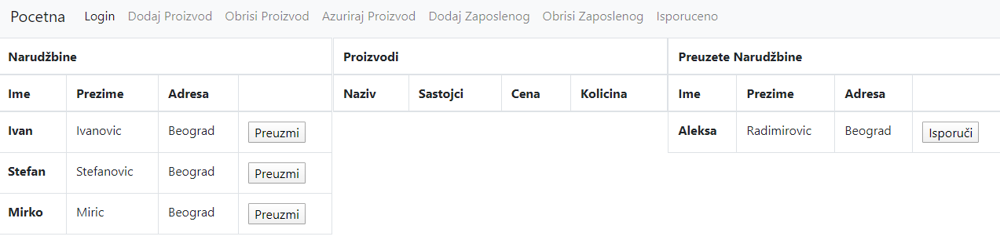 Pocetna Login Dodaj Proizvod Obrisi Proizvod Azuriraj Proizvod Dodaj Zaposlenog Obrisi Zaposlenog Isporuceno
Narudžbine Proizvodi Preuzete Narudžbine
Ime Prezime Adresa Naziv Sastojci Cena Kolicina Ime Prezime Adresa
Ivan Ivanovic Beograd Preuzmi Aleksa Radimirovic Beograd Isporuči
Stefan Stefanovic Beograd Preuzmi
Mirko Miric Beograd Preuzmi